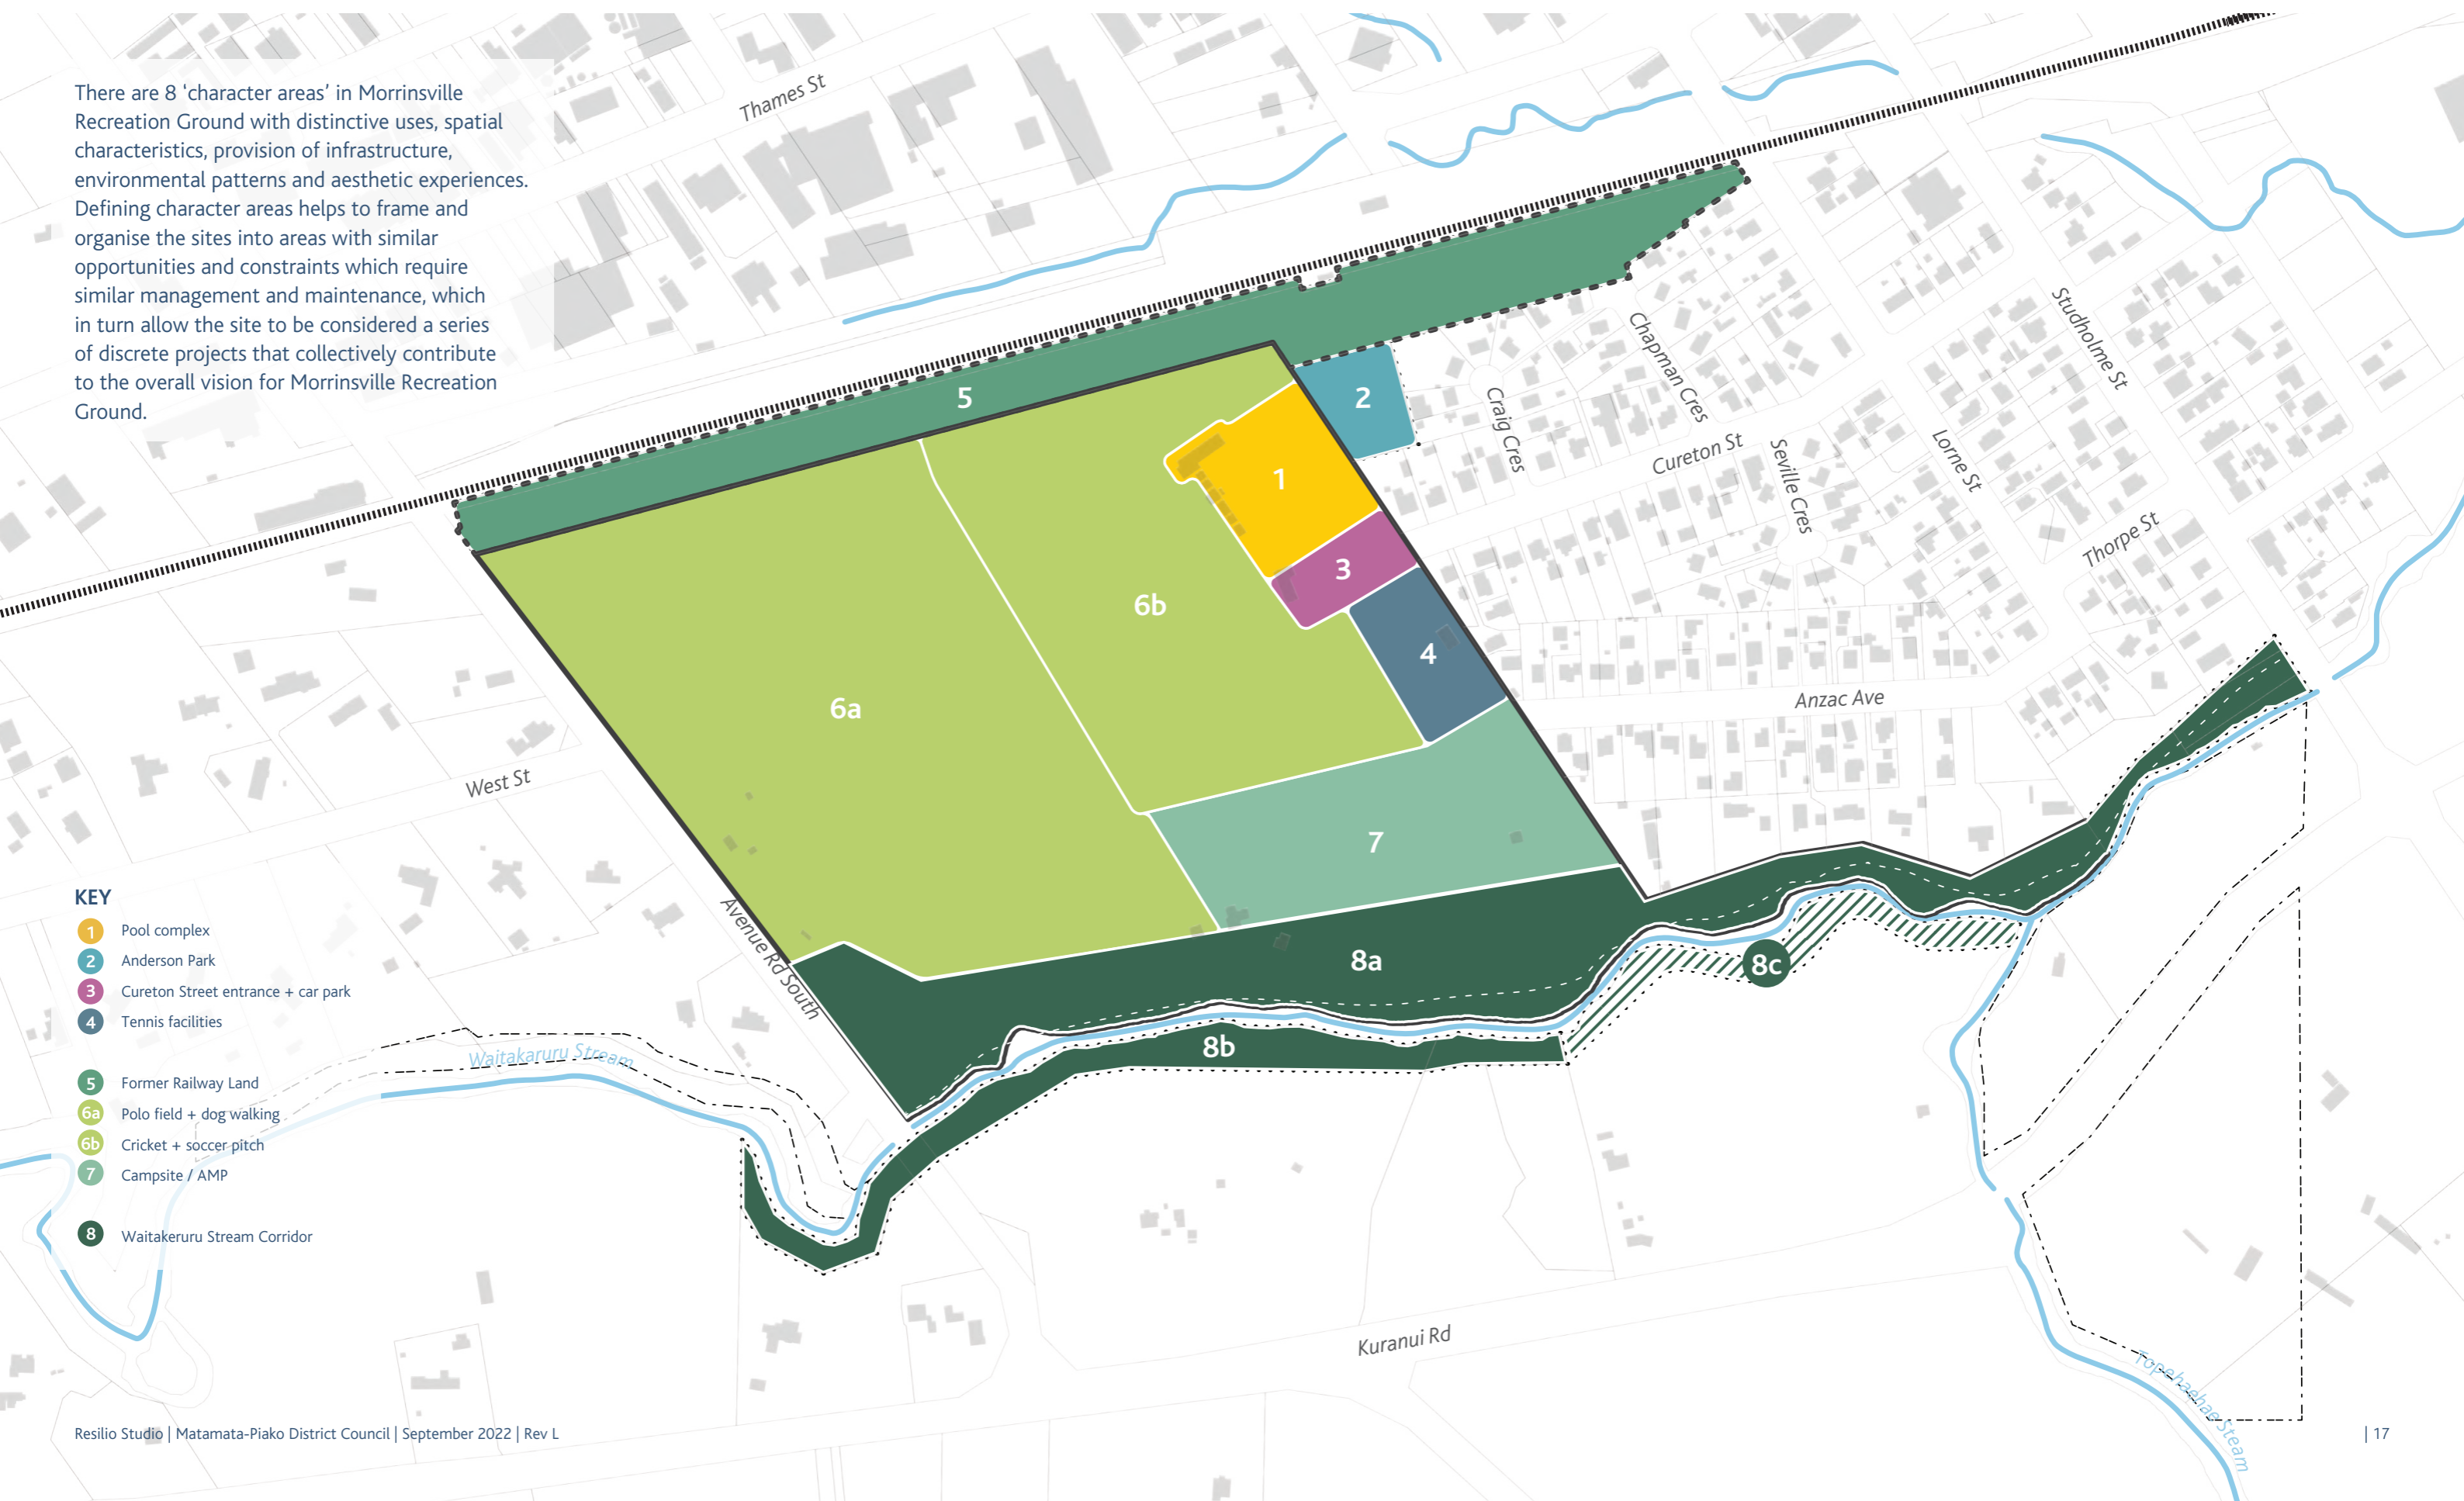 There are 8 ‘character areas’ in Morrinsville
Recreation Ground with distinctive uses, spatial
characteristics, provision of infrastructure,
environmental patterns and aesthetic experiences.
Defining character areas helps to frame and
organise the sites into areas with similar
opportunities and constraints which require
similar management and maintenance, which
in turn allow the site to be considered a series
of discrete projects that collectively contribute
to the overall vision for Morrinsville Recreation
Ground.
Thames St
5
2
1
3
6b
4
6a
7
8a
8c
8b
Craig Cres
Chapman Cres
Cureton St
Seville Cres
Lorne St
Studholme St
Thorpe St
Anzac Ave
West St
Avenue Rd South
Waitakaruru Stream
Kuranui Rd
Topehaehae Steam
KEY
1 Pool complex
2 Anderson Park
3 Cureton Street entrance + car park
4 Tennis facilities
5 Former Railway Land
6a Polo field + dog walking
6b Cricket + soccer pitch
7 Campsite / AMP
8 Waitakeruru Stream Corridor
Resilio Studio | Matamata-Piako District Council | September 2022 | Rev L
| 17